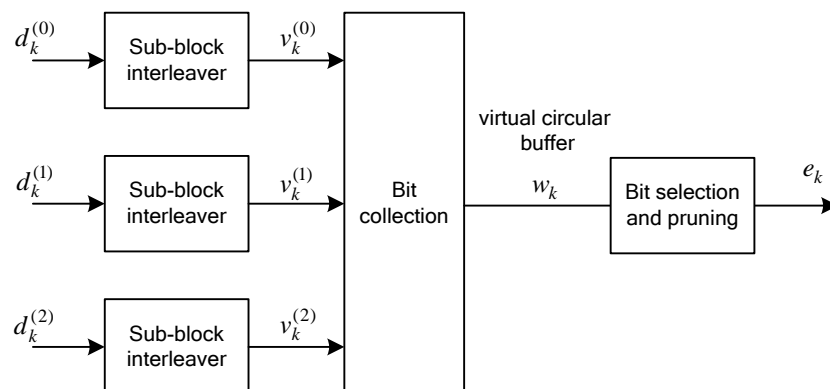 d_k^{(0)}
Sub-block
interleaver
v_k^{(0)}
d_k^{(1)}
Sub-block
interleaver
v_k^{(1)}
d_k^{(2)}
Sub-block
interleaver
v_k^{(2)}
Bit
collection
virtual circular
buffer
w_k
Bit selection
and pruning
e_k